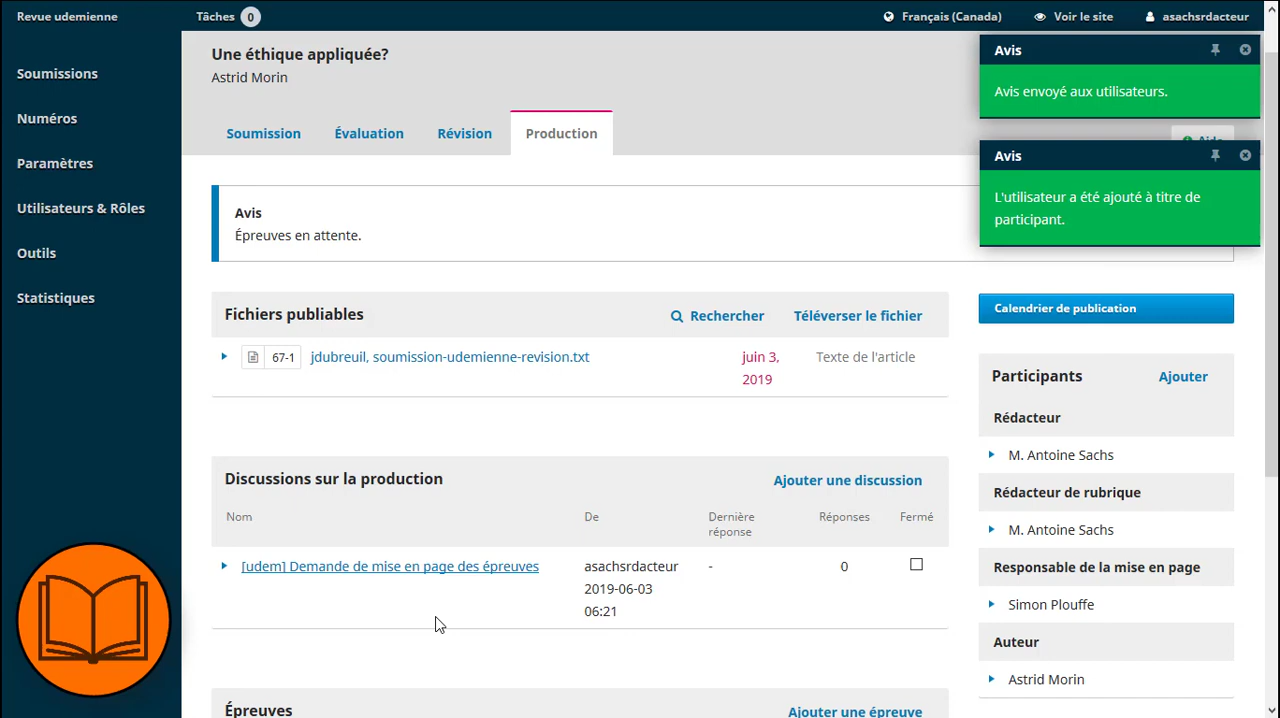 Revue udemienne
Tâches 0
Français (Canada)
Voir le site
asachsrdacteur
Soumissions
Numéros
Paramètres
Utilisateurs & Rôles
Outils
Statistiques
Une éthique appliquée?
Astrid Morin
Soumission
Évaluation
Révision
Production
Avis
Avis envoyé aux utilisateurs.
Avis
L'utilisateur a été ajouté à titre de
participant.
Avis
Épreuves en attente.
Fichiers publiables
Rechercher
Téléverser le fichier
67-1
jdubreuil, soumission-udemienne-revision.txt
juin 3,
2019
Texte de l'article
Discussions sur la production
Ajouter une discussion
Nom
De
Dernière
réponse
Réponses
Fermé
[udem] Demande de mise en page des épreuves
asachsrdacteur
2019-06-03
06:21
-
0
Épreuves
Ajouter une épreuve
Calendrier de publication
Participants
Ajouter
Rédacteur
M. Antoine Sachs
Rédacteur de rubrique
M. Antoine Sachs
Responsable de la mise en page
Simon Plouffe
Auteur
Astrid Morin